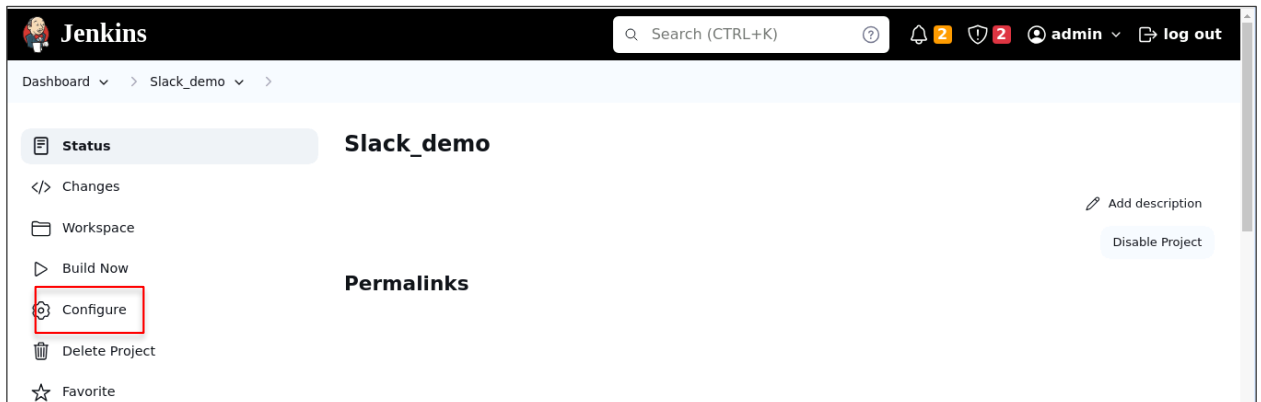 Jenkins
Search (CTRL+K)
2
2
admin
log out
Dashboard
Slack_demo
Status
Changes
Workspace
Build Now
Configure
Delete Project
Favorite
Slack_demo
Add description
Disable Project
Permalinks